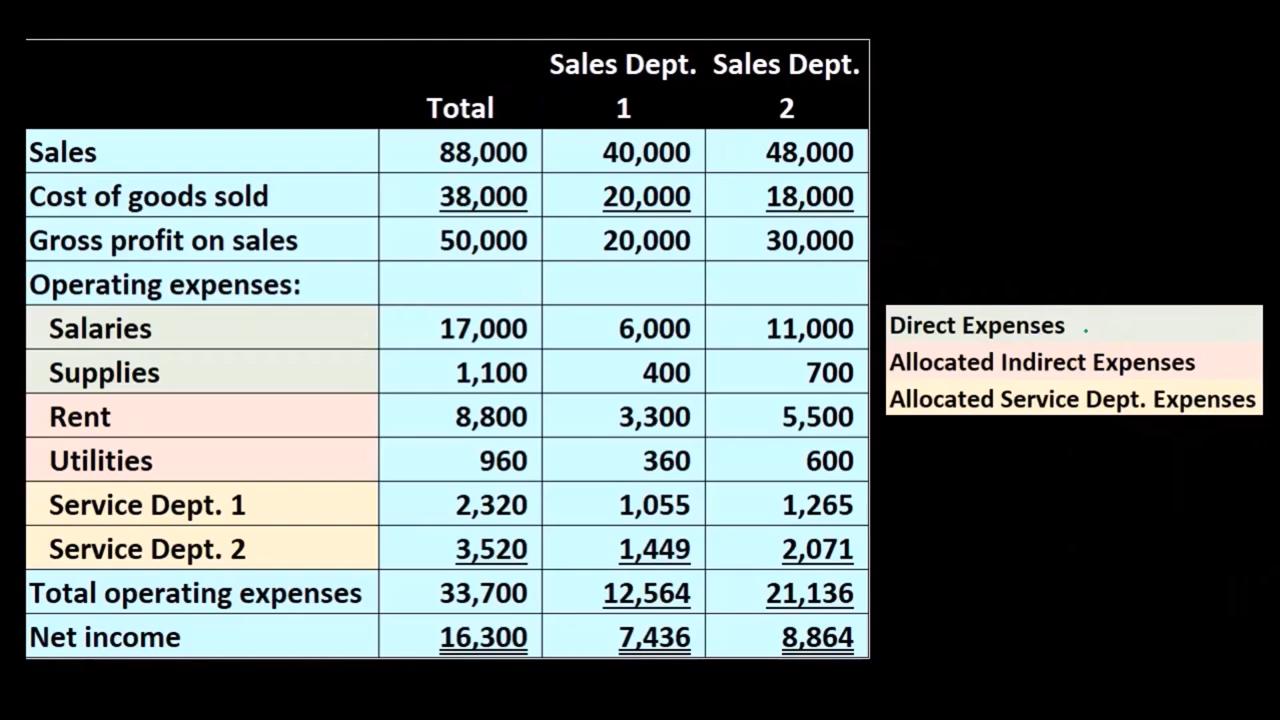 Sales Dept. Sales Dept.
Total 1 2
Sales 88,000 40,000 48,000
Cost of goods sold 38,000 20,000 18,000
Gross profit on sales 50,000 20,000 30,000
Operating expenses:
Salaries 17,000 6,000 11,000
Supplies 1,100 400 700
Rent 8,800 3,300 5,500
Utilities 960 360 600
Service Dept. 1 2,320 1,055 1,265
Service Dept. 2 3,520 1,449 2,071
Total operating expenses 33,700 12,564 21,136
Net income 16,300 7,436 8,864
Direct Expenses
Allocated Indirect Expenses
Allocated Service Dept. Expenses